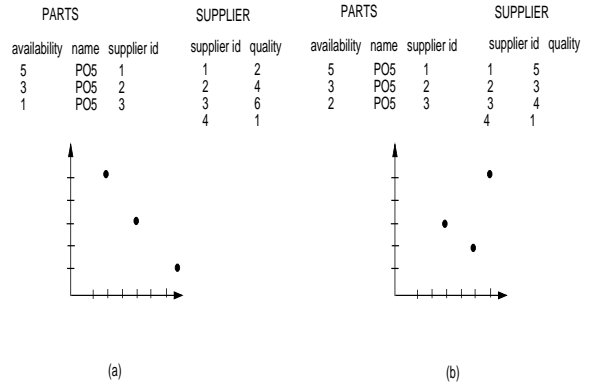 PARTS SUPPLIER
availability name supplier id supplier id quality
5 PO5 1 1 2
3 PO5 2 2 4
1 PO5 3 3 6
4 1
(a)
PARTS SUPPLIER
availability name supplier id supplier id quality
5 PO5 1 1 5
3 PO5 2 2 3
2 PO5 3 3 4
4 1
(b)